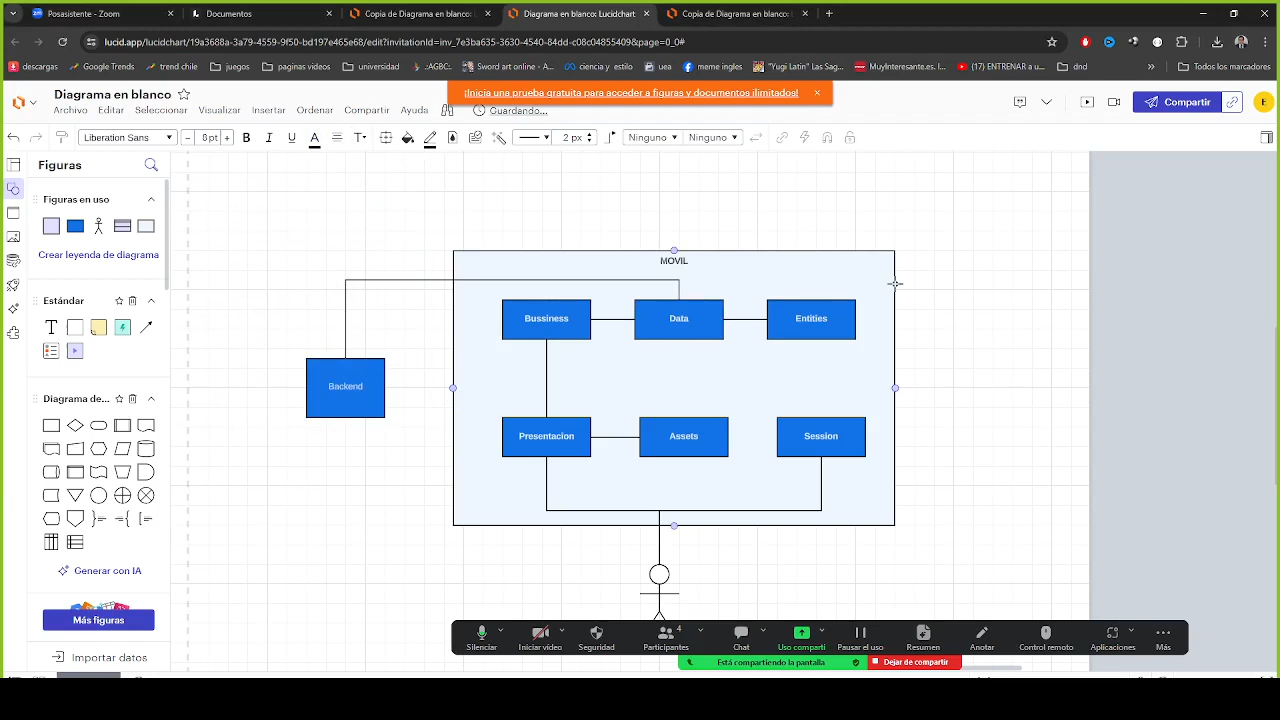 Posasistente - Zoom
Documentos
Copia de Diagrama en blanco:
Diagrama en blanco: Lucidchart
Copia de Diagrama en blanco:
lucid.app/lucidchart/19a3688a-3a79-4559-9f50-bd197e465e68/edit?invitationId=inv_7e3ba635-3630-4540-84dd-c08c04855409&page=0_0#
descargas
Google Trends
trend chile
juegos
paginas videos
universidad
.:AGBC:.
Sword art online - A...
ciencia y estilo
uea
meme ingles
"Yugi Latin" Las Sag...
MuyInteresante.es. I...
(17) ENTRENAR a u...
dnd
Todos los marcadores
Diagrama en blanco
¡Inicia una prueba gratuita para acceder a figuras y documentos ilimitados!
Compartir
E
Archivo
Editar
Seleccionar
Visualizar
Insertar
Ordenar
Compartir
Ayuda
Guardando...
Liberation Sans
8 pt
2 px
Ninguno
Ninguno
Figuras
Figuras en uso
Crear leyenda de diagrama
Estándar
Diagrama de...
Generar con IA
Más figuras
Importar datos
MOVIL
Bussiness
Data
Entities
Backend
Presentacion
Assets
Session
4
Silenciar
Iniciar video
Seguridad
Participantes
Chat
Uso comparti
Pausar el uso
Resumen
Anotar
Control remoto
Aplicaciones
Más
Está compartiendo la pantalla
Dejar de compartir